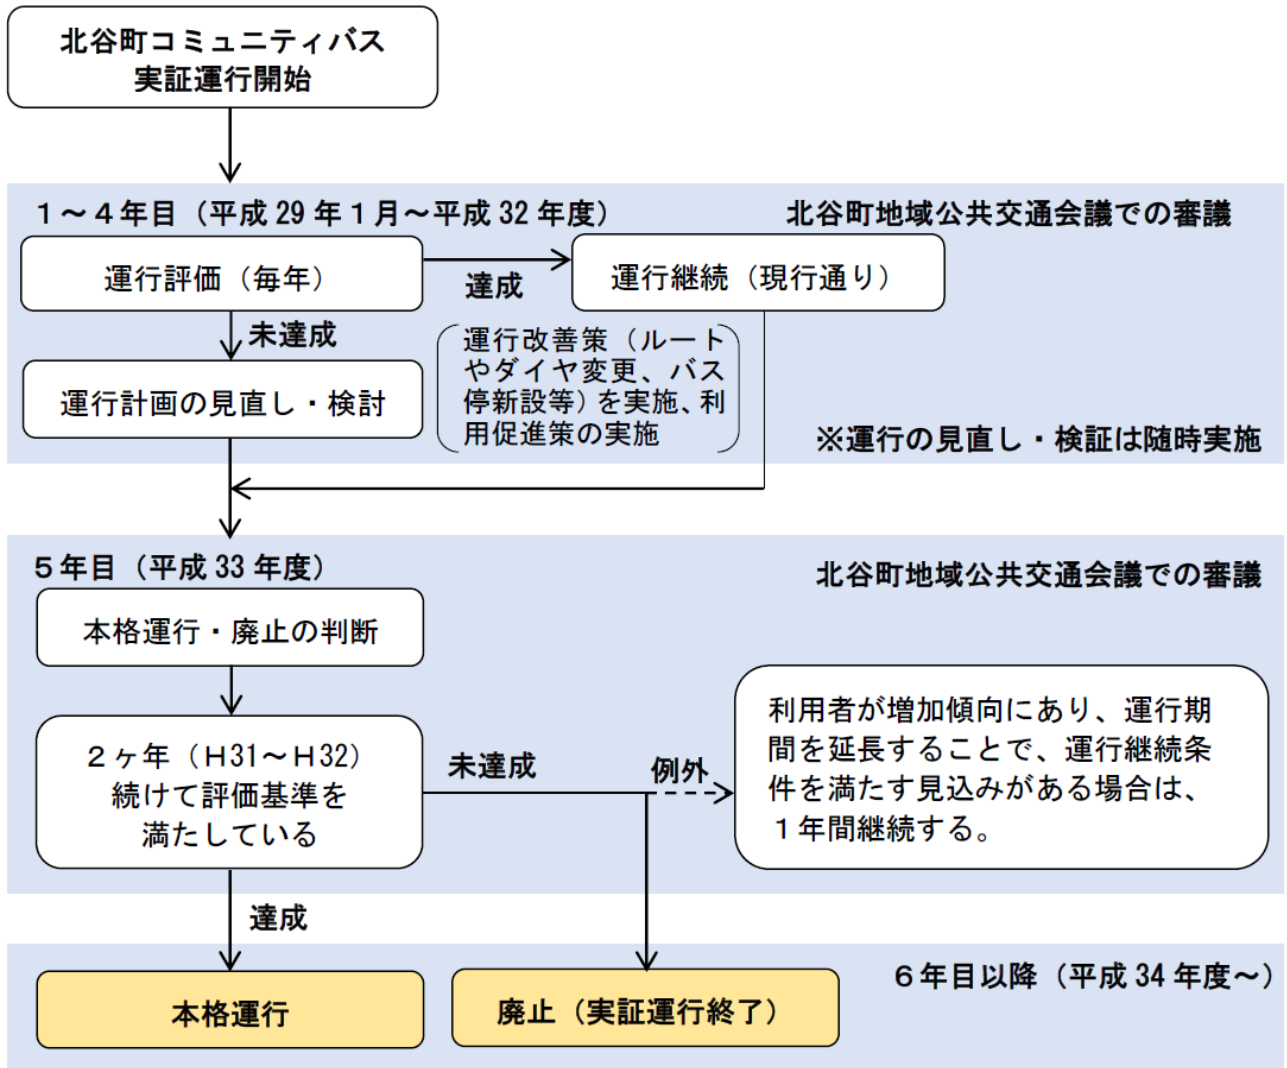 北谷町コミュニティバス
実証運行開始
１～４年目（平成29年１月～平成32年度）
北谷町地域公共交通会議での審議
運行評価（毎年）
達成
運行継続（現行通り）
未達成
運行改善策（ルート
やダイヤ変更、バス
停新設等）を実施、利
用促進策の実施
運行計画の見直し・検討
※運行の見直し・検証は随時実施
５年目（平成33年度）
北谷町地域公共交通会議での審議
本格運行・廃止の判断
２ヶ年（Ｈ31～Ｈ32）
続けて評価基準を
満たしている
未達成
例外
利用者が増加傾向にあり、運行期
間を延長することで、運行継続条
件を満たす見込みがある場合は、
１年間継続する。
達成
６年目以降（平成34年度～）
本格運行
廃止（実証運行終了）